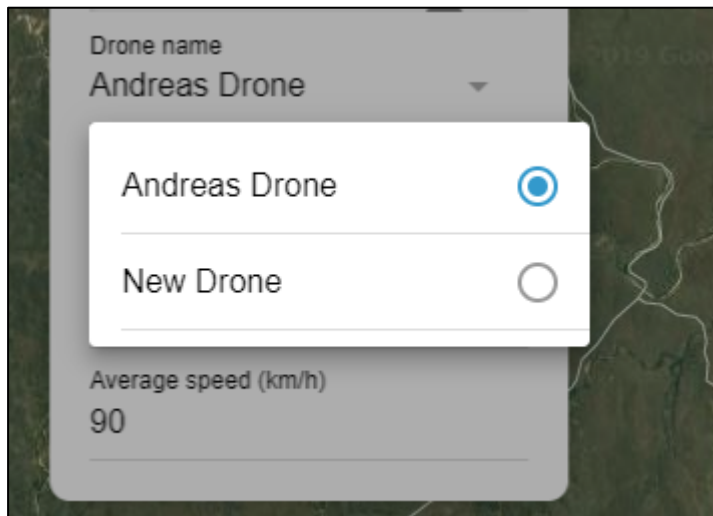 Drone name
Andreas Drone
Andreas Drone
New Drone
Average speed (km/h)
90